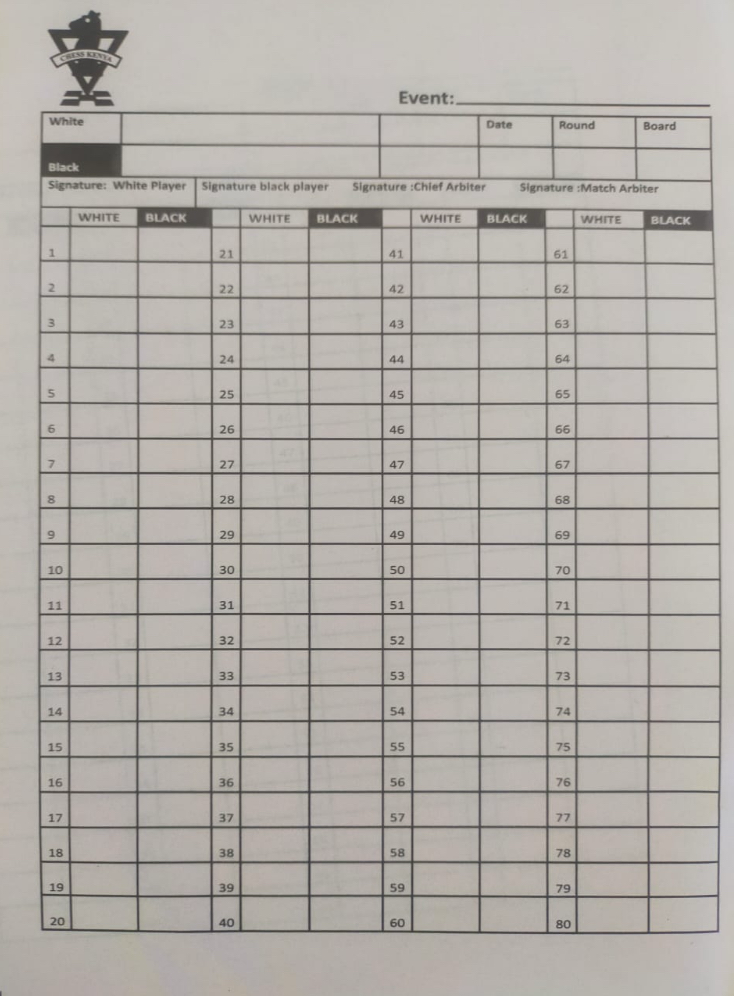 CHESS KENYA
Event:
White Date Round Board
Black
Signature: White Player Signature black player Signature :Chief Arbiter Signature :Match Arbiter
WHITE BLACK WHITE BLACK WHITE BLACK WHITE BLACK
1 21 41 61
2 22 42 62
3 23 43 63
4 24 44 64
5 25 45 65
6 26 46 66
7 27 47 67
8 28 48 68
9 29 49 69
10 30 50 70
11 31 51 71
12 32 52 72
13 33 53 73
14 34 54 74
15 35 55 75
16 36 56 76
17 37 57 77
18 38 58 78
19 39 59 79
20 40 60 80